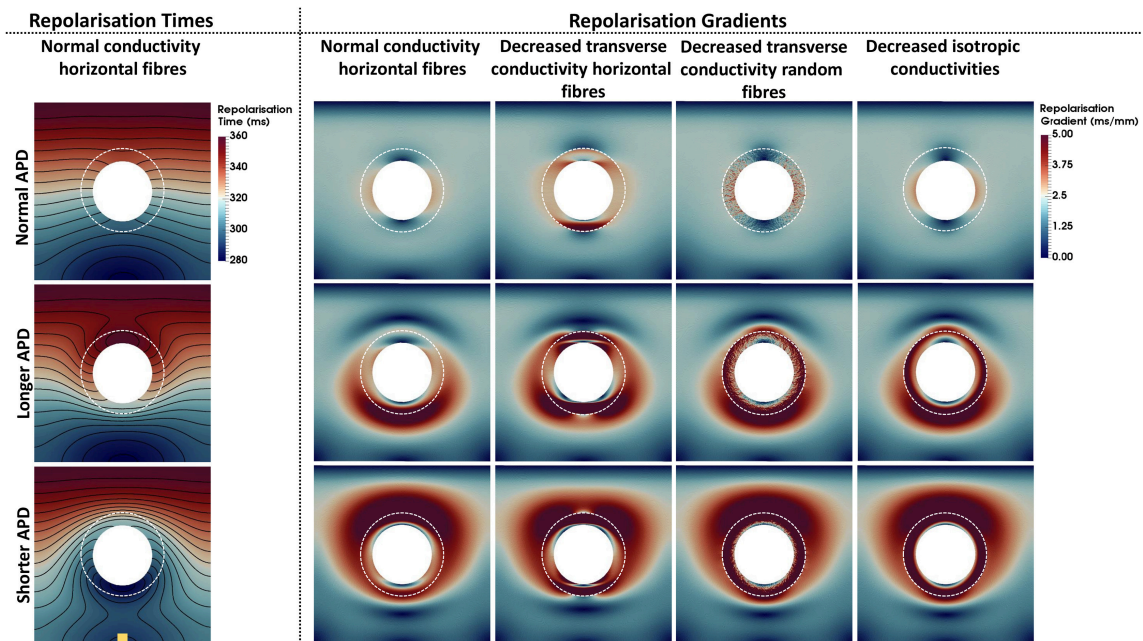 Repolarisation Times
Repolarisation Gradients
Normal conductivity
horizontal fibres
Normal conductivity
horizontal fibres
Decreased transverse
conductivity horizontal
fibres
Decreased tranverse
conductivity random
fibres
Decreased isotropic
conductivities
Normal APD
Repolarisation
Time (ms)
360
340
320
300
280
Repolarisation
Gradient (ms/mm)
5.00
3.75
2.5
1.25
0.00
Longer APD
Shorter APD